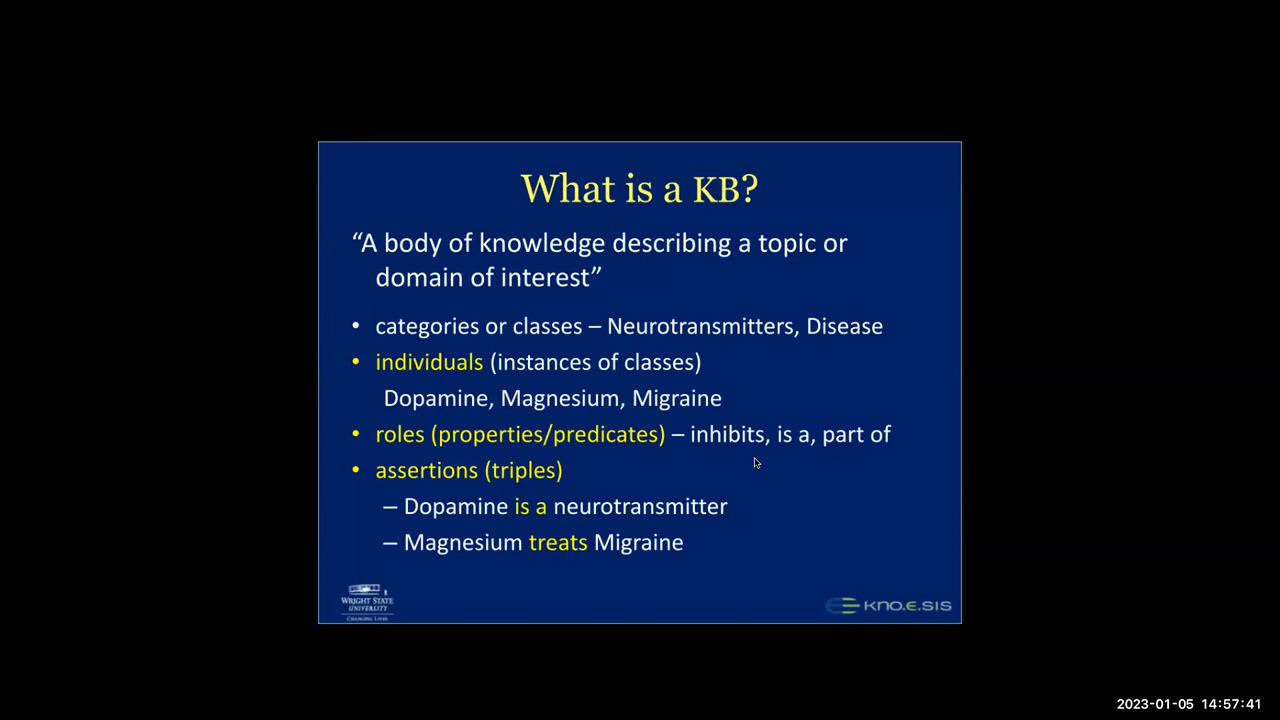 What is a KB?
“A body of knowledge describing a topic or
domain of interest”
• categories or classes – Neurotransmitters, Disease
• individuals (instances of classes)
Dopamine, Magnesium, Migraine
• roles (properties/predicates) – inhibits, is a, part of
• assertions (triples)
– Dopamine is a neurotransmitter
– Magnesium treats Migraine
WRIGHT STATE
UNIVERSITY
CHANGING LIVES
KNO.E.SIS
2023-01-05 14:57:41